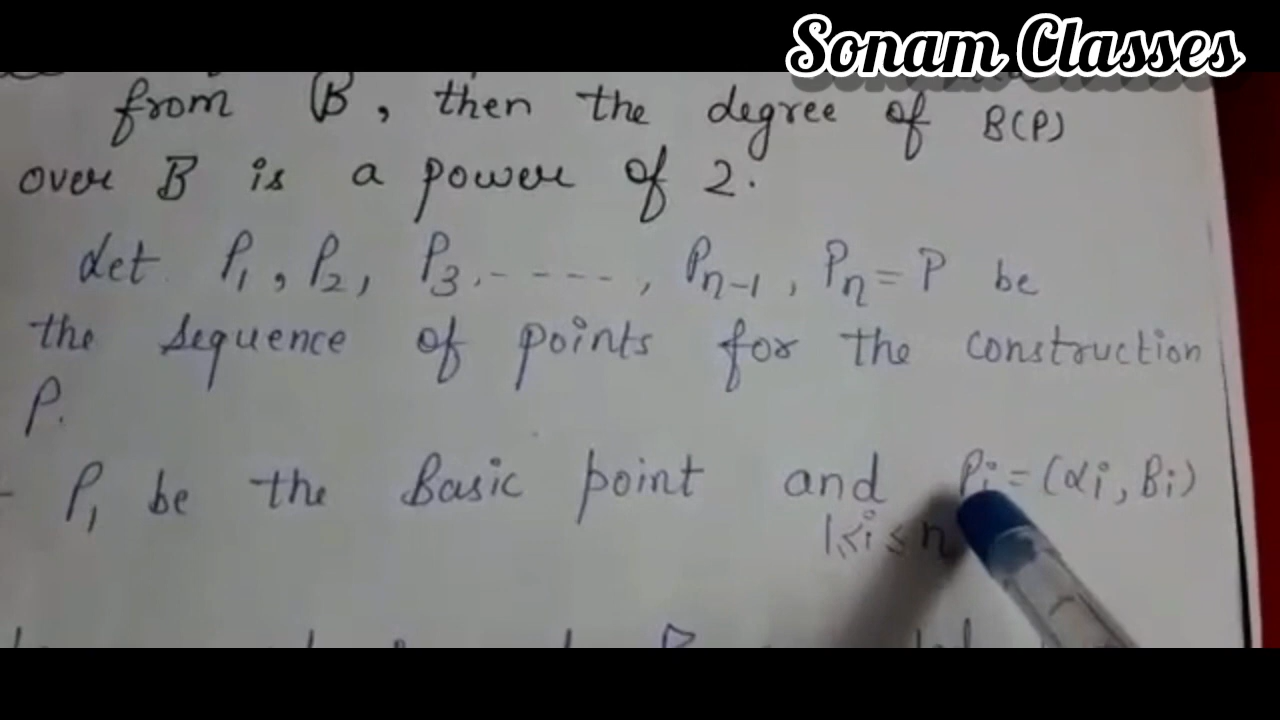 Sonam Classes
from B, then the degree of B(P)
over B is a power of 2.
Let P₁, P₂, P₃, - - - - -, Pₙ₋₁, Pₙ = P be
the sequence of points for the construction
P.
P₁ be the Basic point and Pᵢ = (αᵢ, Bᵢ)
1≤i≤n